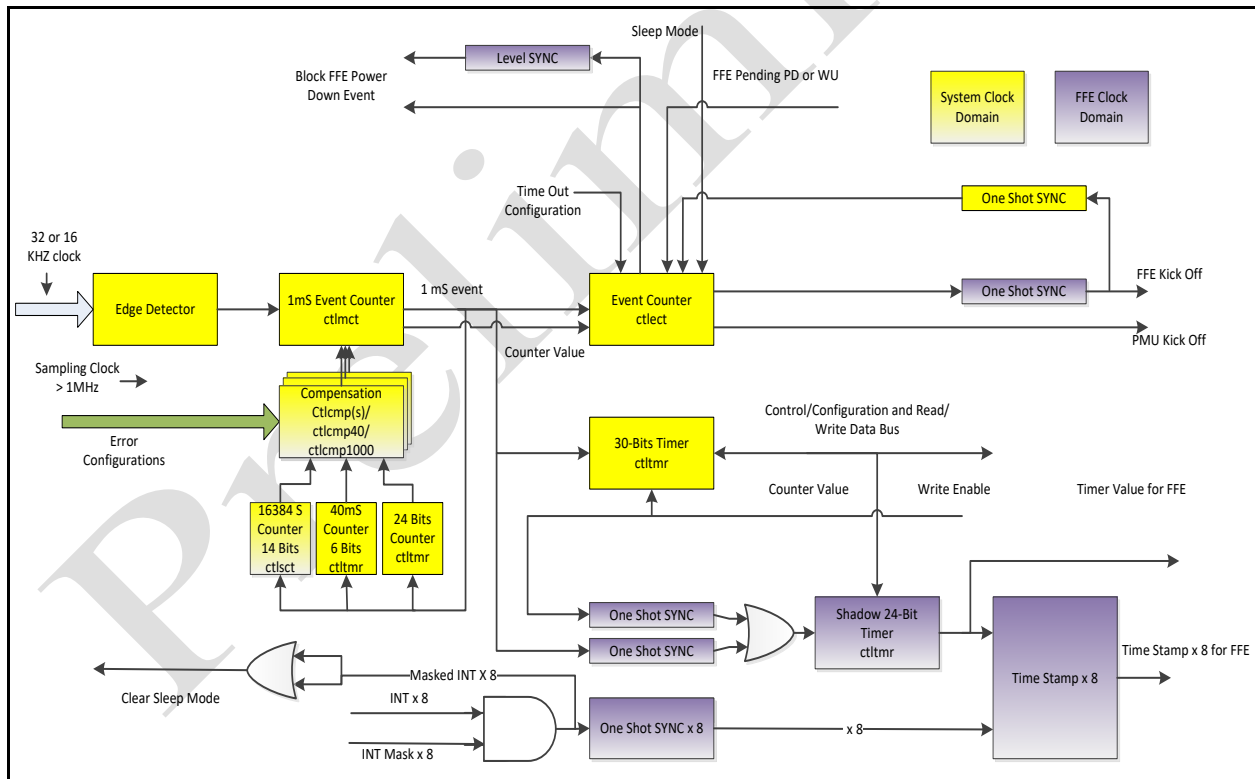 Sleep Mode
Level SYNC
Block FFE Power
Down Event
FFE Pending PD or WU
System Clock
Domain
FFE Clock
Domain
Time Out
Configuration
One Shot SYNC
32 or 16
KHZ clock
Edge Detector
1mS Event Counter
ctlmct
1 mS event
Event Counter
ctlect
One Shot SYNC
FFE Kick Off
PMU Kick Off
Counter Value
Sampling Clock
> 1MHz
Compensation
Ctlcmp(s)/
ctlcmp40/
ctlcmp1000
Error
Configurations
30-Bits Timer
ctltmr
Control/Configuration and Read/
Write Data Bus
Counter Value
Write Enable
Timer Value for FFE
16384 S
Counter
14 Bits
ctlsct
40mS
Counter
6 Bits
ctltmr
24 Bits
Counter
ctltmr
One Shot SYNC
One Shot SYNC
Shadow 24-Bit
Timer
ctltmr
Time Stamp x 8
Time Stamp x 8 for FFE
Masked INT X 8
Clear Sleep Mode
INT x 8
INT Mask x 8
One Shot SYNC x 8
x 8
Prelim